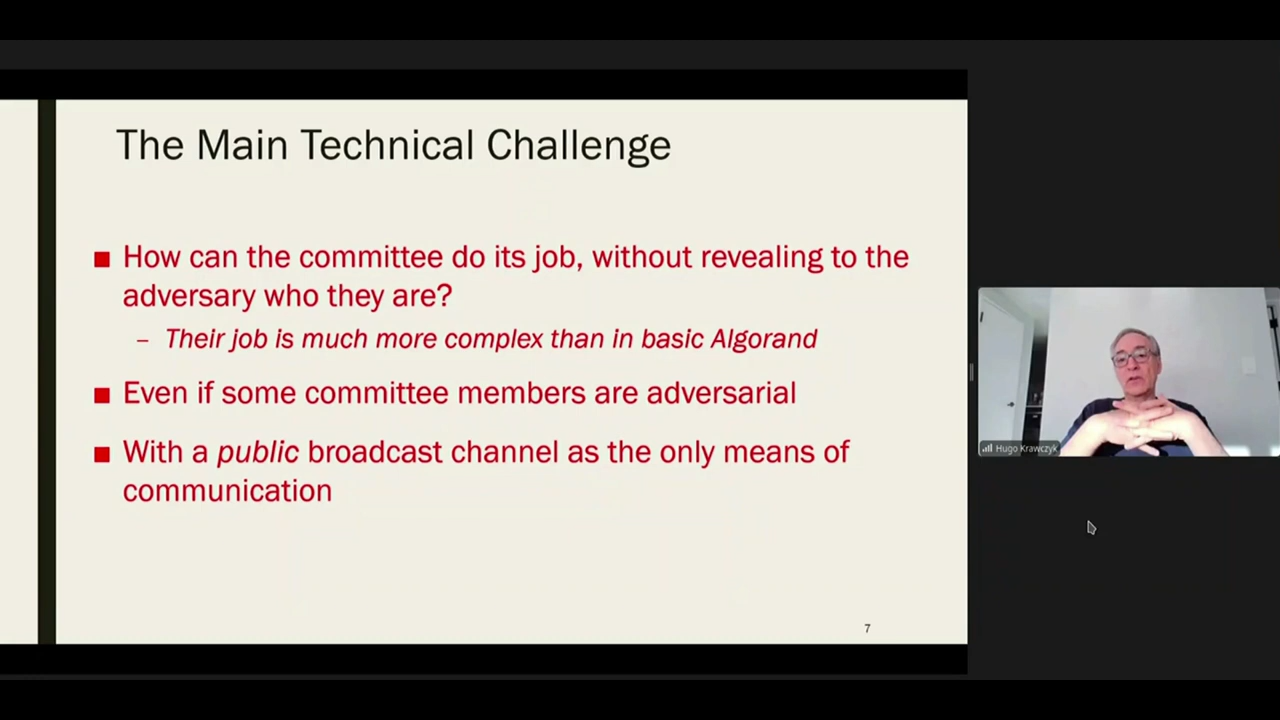 The Main Technical Challenge
■ How can the committee do its job, without revealing to the
adversary who they are?
– Their job is much more complex than in basic Algorand
■ Even if some committee members are adversarial
■ With a public broadcast channel as the only means of
communication
Hugo Krawczyk
7